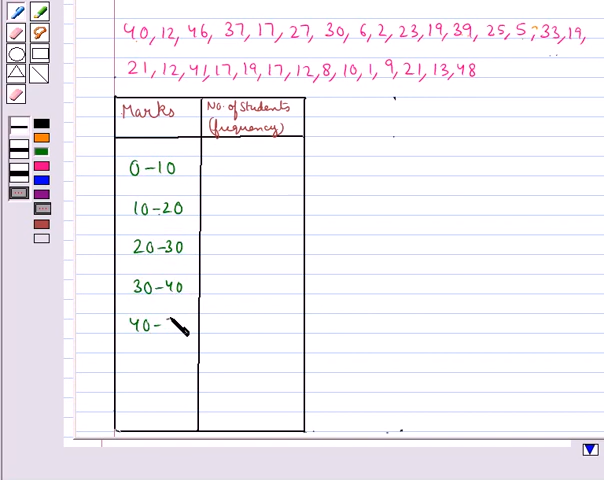 40, 12, 46, 37, 17, 27, 30, 6, 2, 23, 19, 39, 25, 5, 33, 19,
21, 12, 41, 17, 19, 17, 12, 8, 10, 1, 9, 21, 13, 48
Marks
No. of Students
(frequency)
0-10
10-20
20-30
30-40
40-